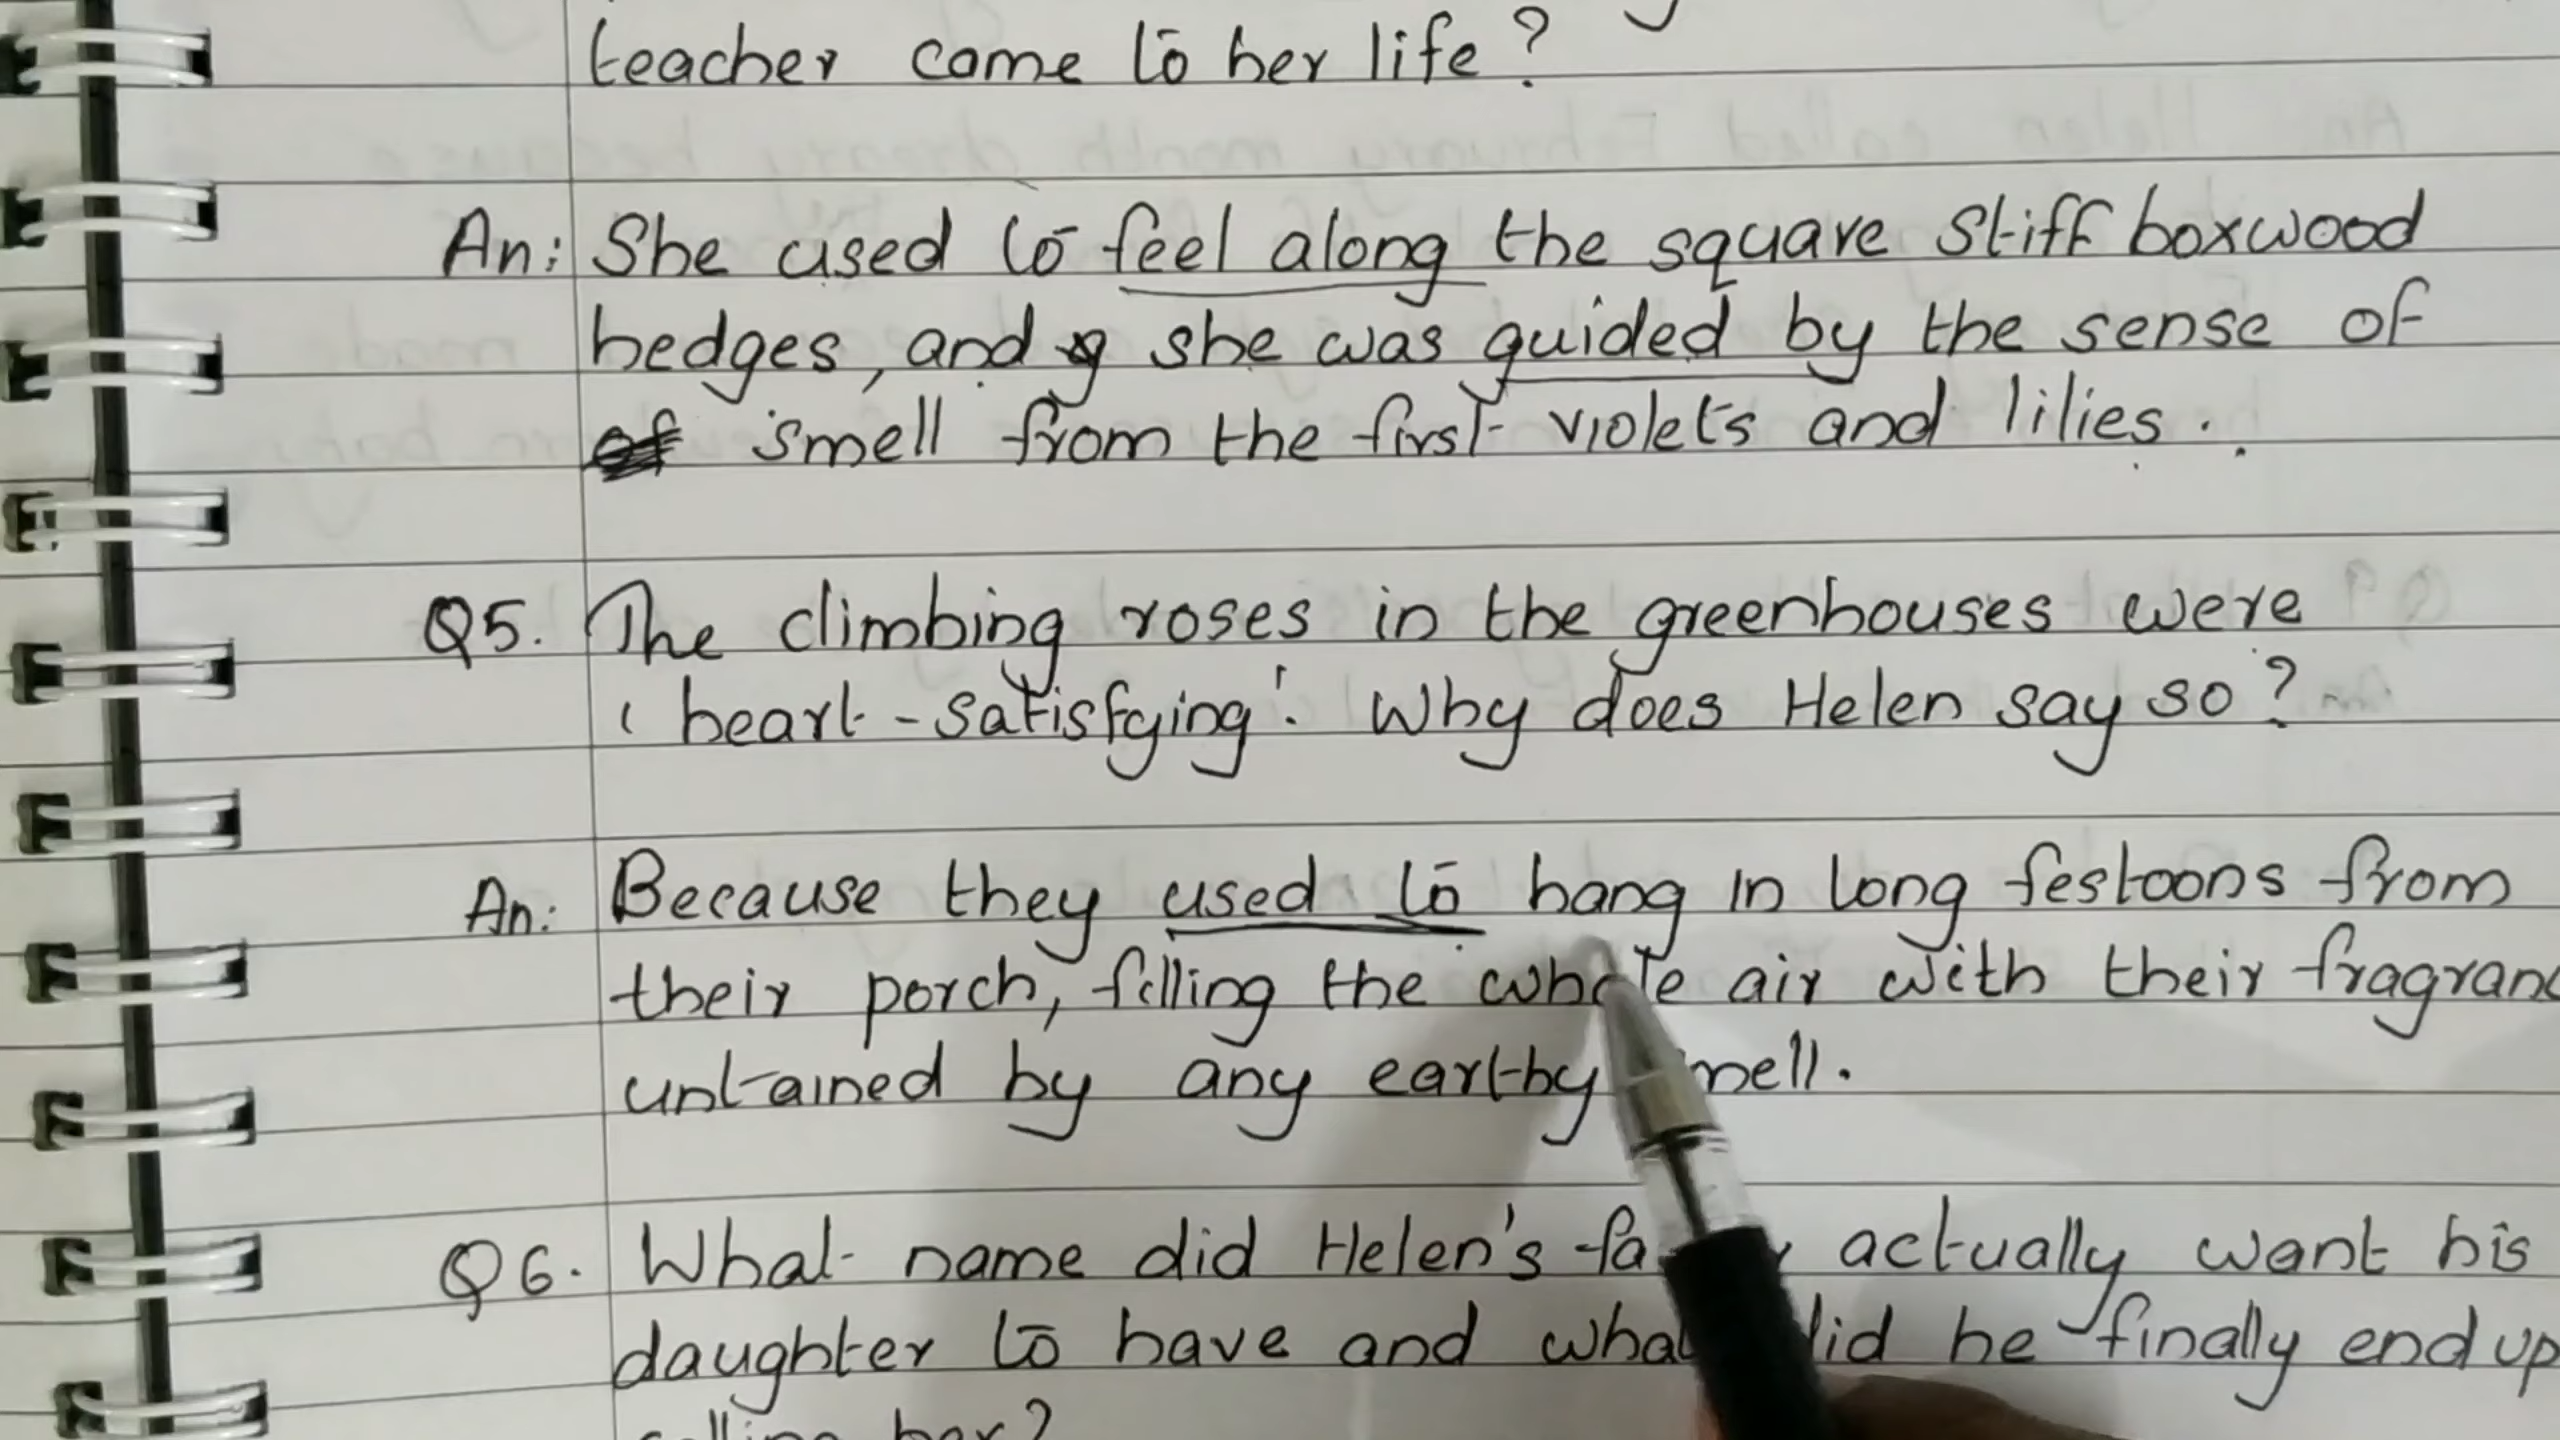 teacher came to her life?
An: She used to feel along the square stiff boxwood
hedges, and she was guided by the sense of
smell from the first violets and lilies.
Q5. The climbing roses in the greenhouses were
'heart-satisfying'. Why does Helen say so?
An: Because they used to hang in long festoons from
their porch, filling the whole air with their
untained by any earthy
Q6. What name did Helen's actually want his
daughter to have and he finally end up
her?